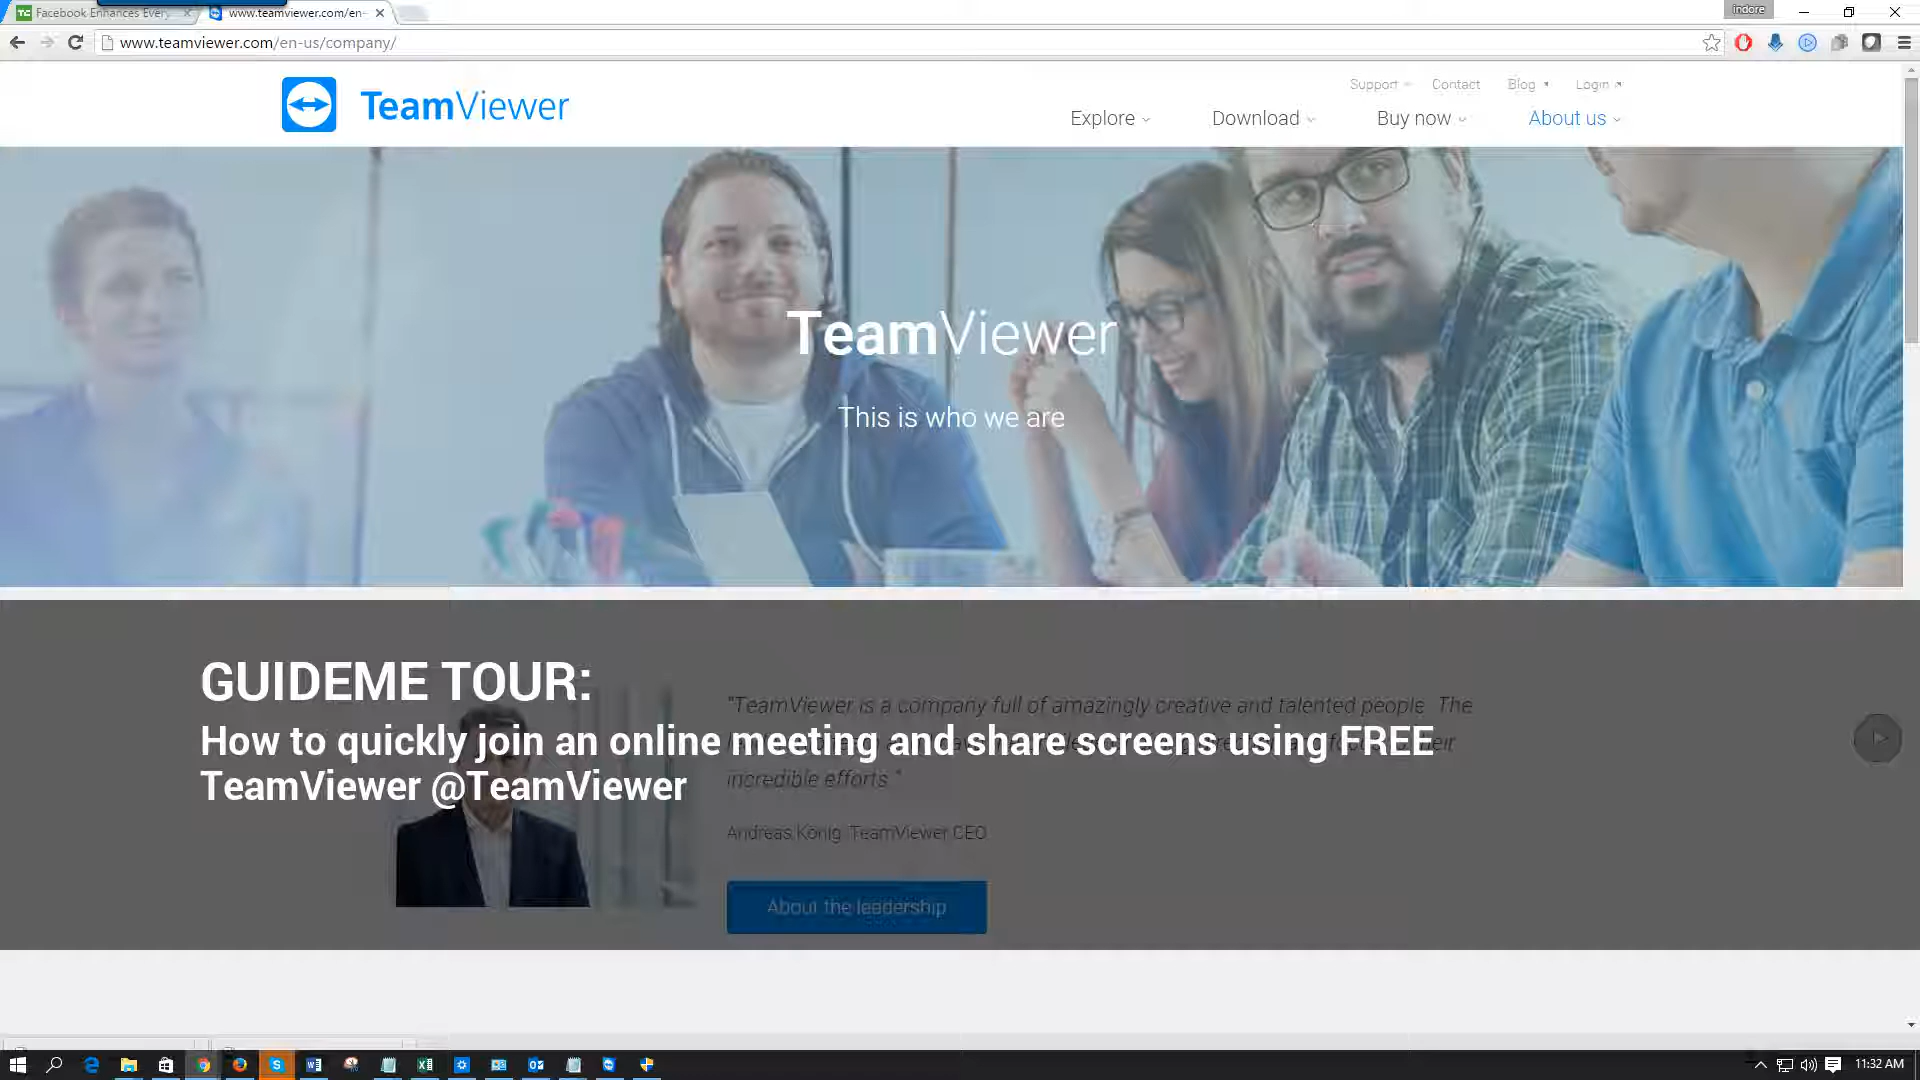 Facebook Enhances Every
www.teamviewer.com/en-
indore
www.teamviewer.com/en-us/company/
TeamViewer
Support
Contact
Blog
Login
Explore
Download
Buy now
About us
TeamViewer
This is who we are
GUIDEME TOUR:
How to quickly join an online meeting and share screens using FREE
TeamViewer @TeamViewer
"TeamViewer is a company full of amazingly creative and talented people. The
their
incredible efforts."
Andreas König, TeamViewer CEO
About the leadership
11:32 AM